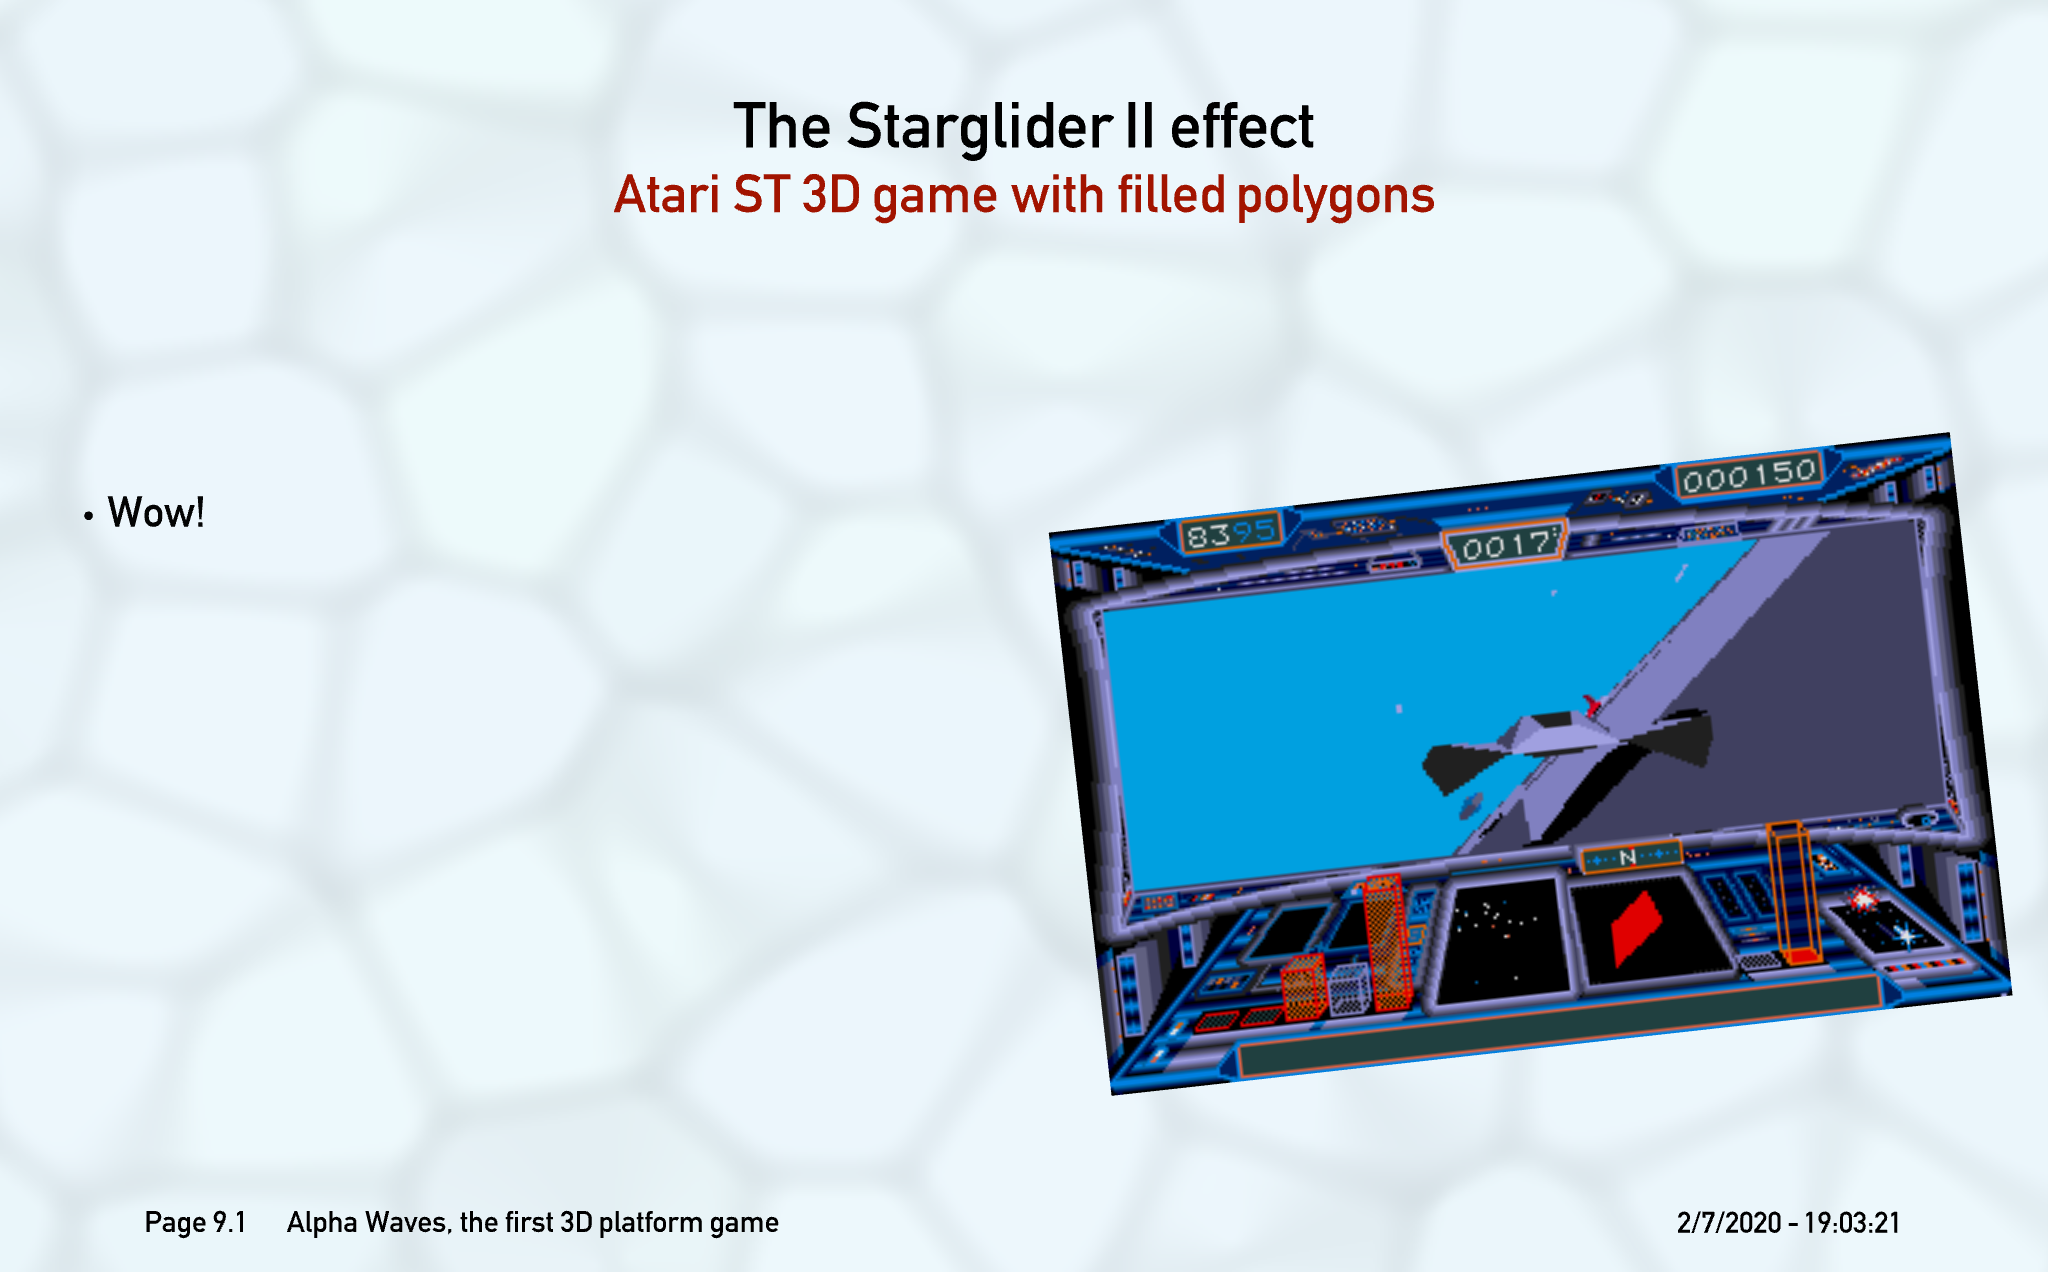 The Starglider II effect
Atari ST 3D game with filled polygons
• Wow!
8395
0017
000150
N
Page 9.1 Alpha Waves, the first 3D platform game 2/7/2020 - 19:03:21